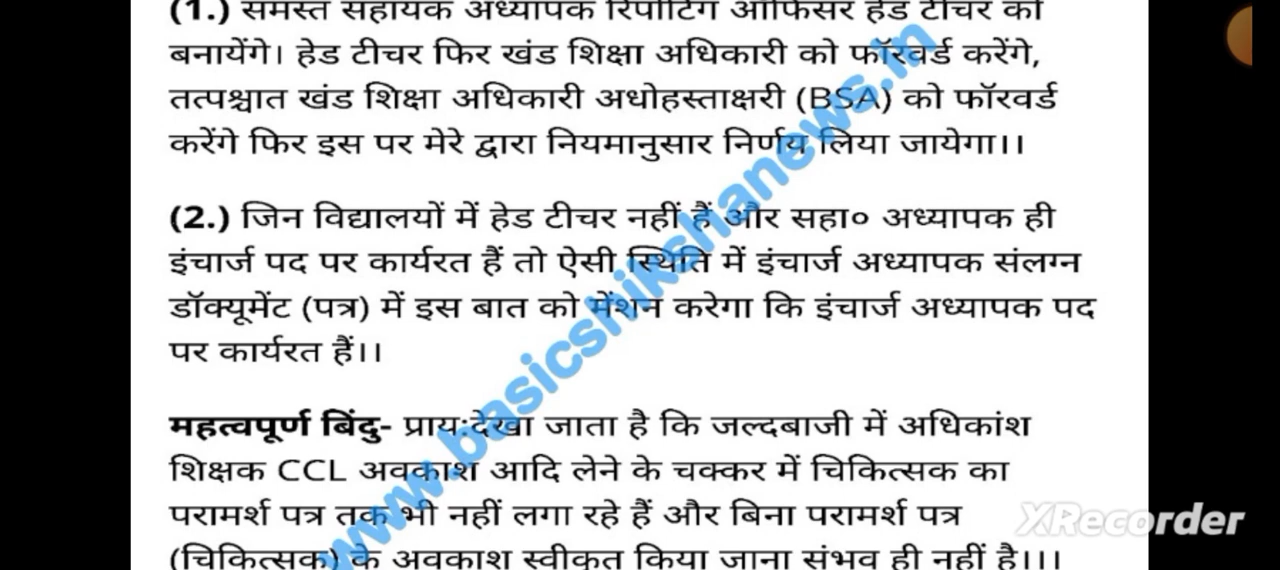 (1.) समस्त सहायक अध्यापक रिपोर्टिंग ऑफिसर हेड टीचर को
बनायेंगे। हेड टीचर फिर खंड शिक्षा अधिकारी को फॉरवर्ड करेंगे,
तत्पश्चात खंड शिक्षा अधिकारी अधोहस्ताक्षरी (BSA) को फॉरवर्ड
करेंगे फिर इस पर मेरे द्वारा नियमानुसार निर्णय लिया जायेगा।।
(2.) जिन विद्यालयों में हेड टीचर नहीं हैं और सहा० अध्यापक ही
इंचार्ज पद पर कार्यरत हैं तो ऐसी स्थिति में इंचार्ज अध्यापक संलग्न
डॉक्यूमेंट (पत्र) में इस बात को मेंशन करेगा कि इंचार्ज अध्यापक पद
पर कार्यरत हैं।।
महत्वपूर्ण बिंदु- प्राय:देखा जाता है कि जल्दबाजी में अधिकांश
शिक्षक CCL अवकाश आदि लेने के चक्कर में चिकित्सक का
परामर्श पत्र तक भी नहीं लगा रहे हैं और बिना परामर्श पत्र
(चिकित्सक) के अवकाश स्वीकृत किया जाना संभव ही नहीं है।।।
www.basicshikshanews.in
XRecorder